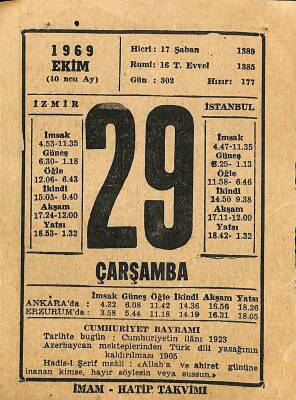 1969
EKİM
(10 ncu Ay)
Hicri: 17 Şaban 1389
Rumi: 16 T. Evvel 1385
Gün : 302 Hızır: 177
İZMİR
İmsak
4.53-11.35
Güneş
6.30- 1.18
Öğle
12.06- 6.43
İkindi
15.03- 9.40
Akşam
17.24-12.00
Yatsı
18.53- 1.32
29
İSTANBUL
İmsak
4.47-11.35
Güneş
6.25- 1.13
Öğle
11.58- 6.46
İkindi
14.50 9.38
Akşam
17.11-12.00
Yatsı
18.42- 1.32
ÇARŞAMBA
İmsak Güneş Öğle İkindi Akşam Yatsı
ANKARA'da : 4.32 6.08 11.42 14.36 16.56 18.26
ERZURUM'da : 3.58 5.44 11.18 14.19 16.31 18.05
CUMHURİYET BAYRAMI
Tarihte bugün : Cumhuriyetin ilânı 1923
Azerbaycan mekteplerinden Türk dili yasağının
kaldırılması 1905
Hadis-i Şerif meâli : «Allah'a ve ahiret gününe
inanan kimse, hayır söylesin veya sussun.»
İMAM - HATİP TAKVİMİ